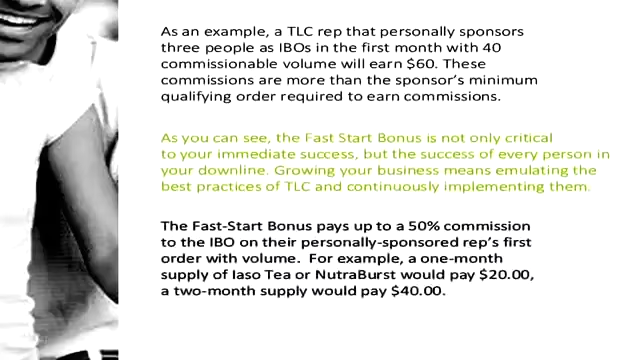 As an example, a TLC rep that personally sponsors
three people as IBOs in the first month with 40
commissionable volume will earn $60. These
commissions are more than the sponsor's minimum
qualifying order required to earn commissions.
As you can see, the Fast Start Bonus is not only critical
to your immediate success, but the success of every person in
your downline. Growing your business means emulating the
best practices of TLC and continuously implementing them.
The Fast-Start Bonus pays up to a 50% commission
to the IBO on their personally-sponsored rep's first
order with volume.  For example, a one-month
supply of Iaso Tea or NutraBurst would pay $20.00,
a two-month supply would pay $40.00.